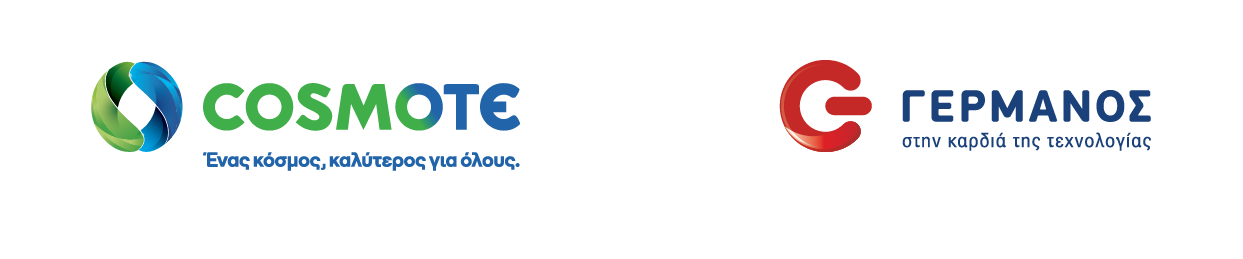 COSMOTE
Ένας κόσμος, καλύτερος για όλους.
ΓΕΡΜΑΝΟΣ
στην καρδιά της τεχνολογίας